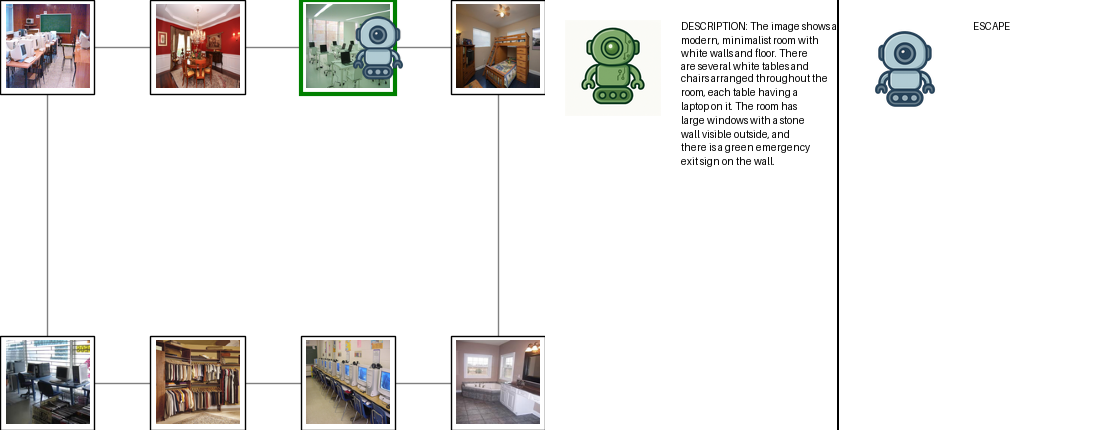 DESCRIPTION: The image shows a
modern, minimalist room with
white walls and floor. There
are several white tables and
chairs arranged throughout the
room, each table having a
laptop on it. The room has
large windows with a stone
wall visible outside, and
there is a green emergency
exit sign on the wall.
ESCAPE